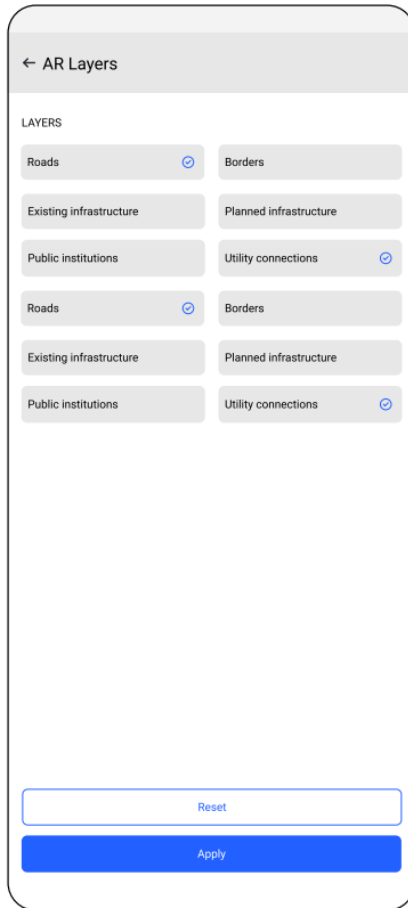 ← AR Layers
LAYERS
Roads
Borders
Existing infrastructure
Planned infrastructure
Public institutions
Utility connections
Roads
Borders
Existing infrastructure
Planned infrastructure
Public institutions
Utility connections
Reset
Apply